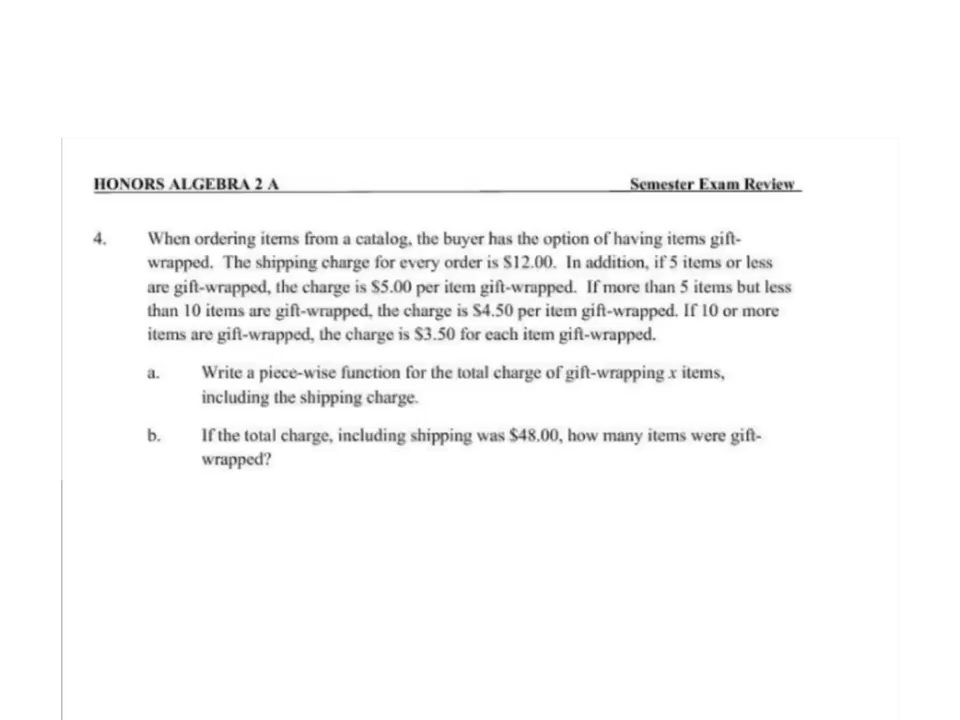 HONORS ALGEBRA 2 A Semester Exam Review
4. When ordering items from a catalog, the buyer has the option of having items gift-
wrapped. The shipping charge for every order is $12.00. In addition, if 5 items or less
are gift-wrapped, the charge is $5.00 per item gift-wrapped. If more than 5 items but less
than 10 items are gift-wrapped, the charge is $4.50 per item gift-wrapped. If 10 or more
items are gift-wrapped, the charge is $3.50 for each item gift-wrapped.
a. Write a piece-wise function for the total charge of gift-wrapping x items,
including the shipping charge.
b. If the total charge, including shipping was $48.00, how many items were gift-
wrapped?